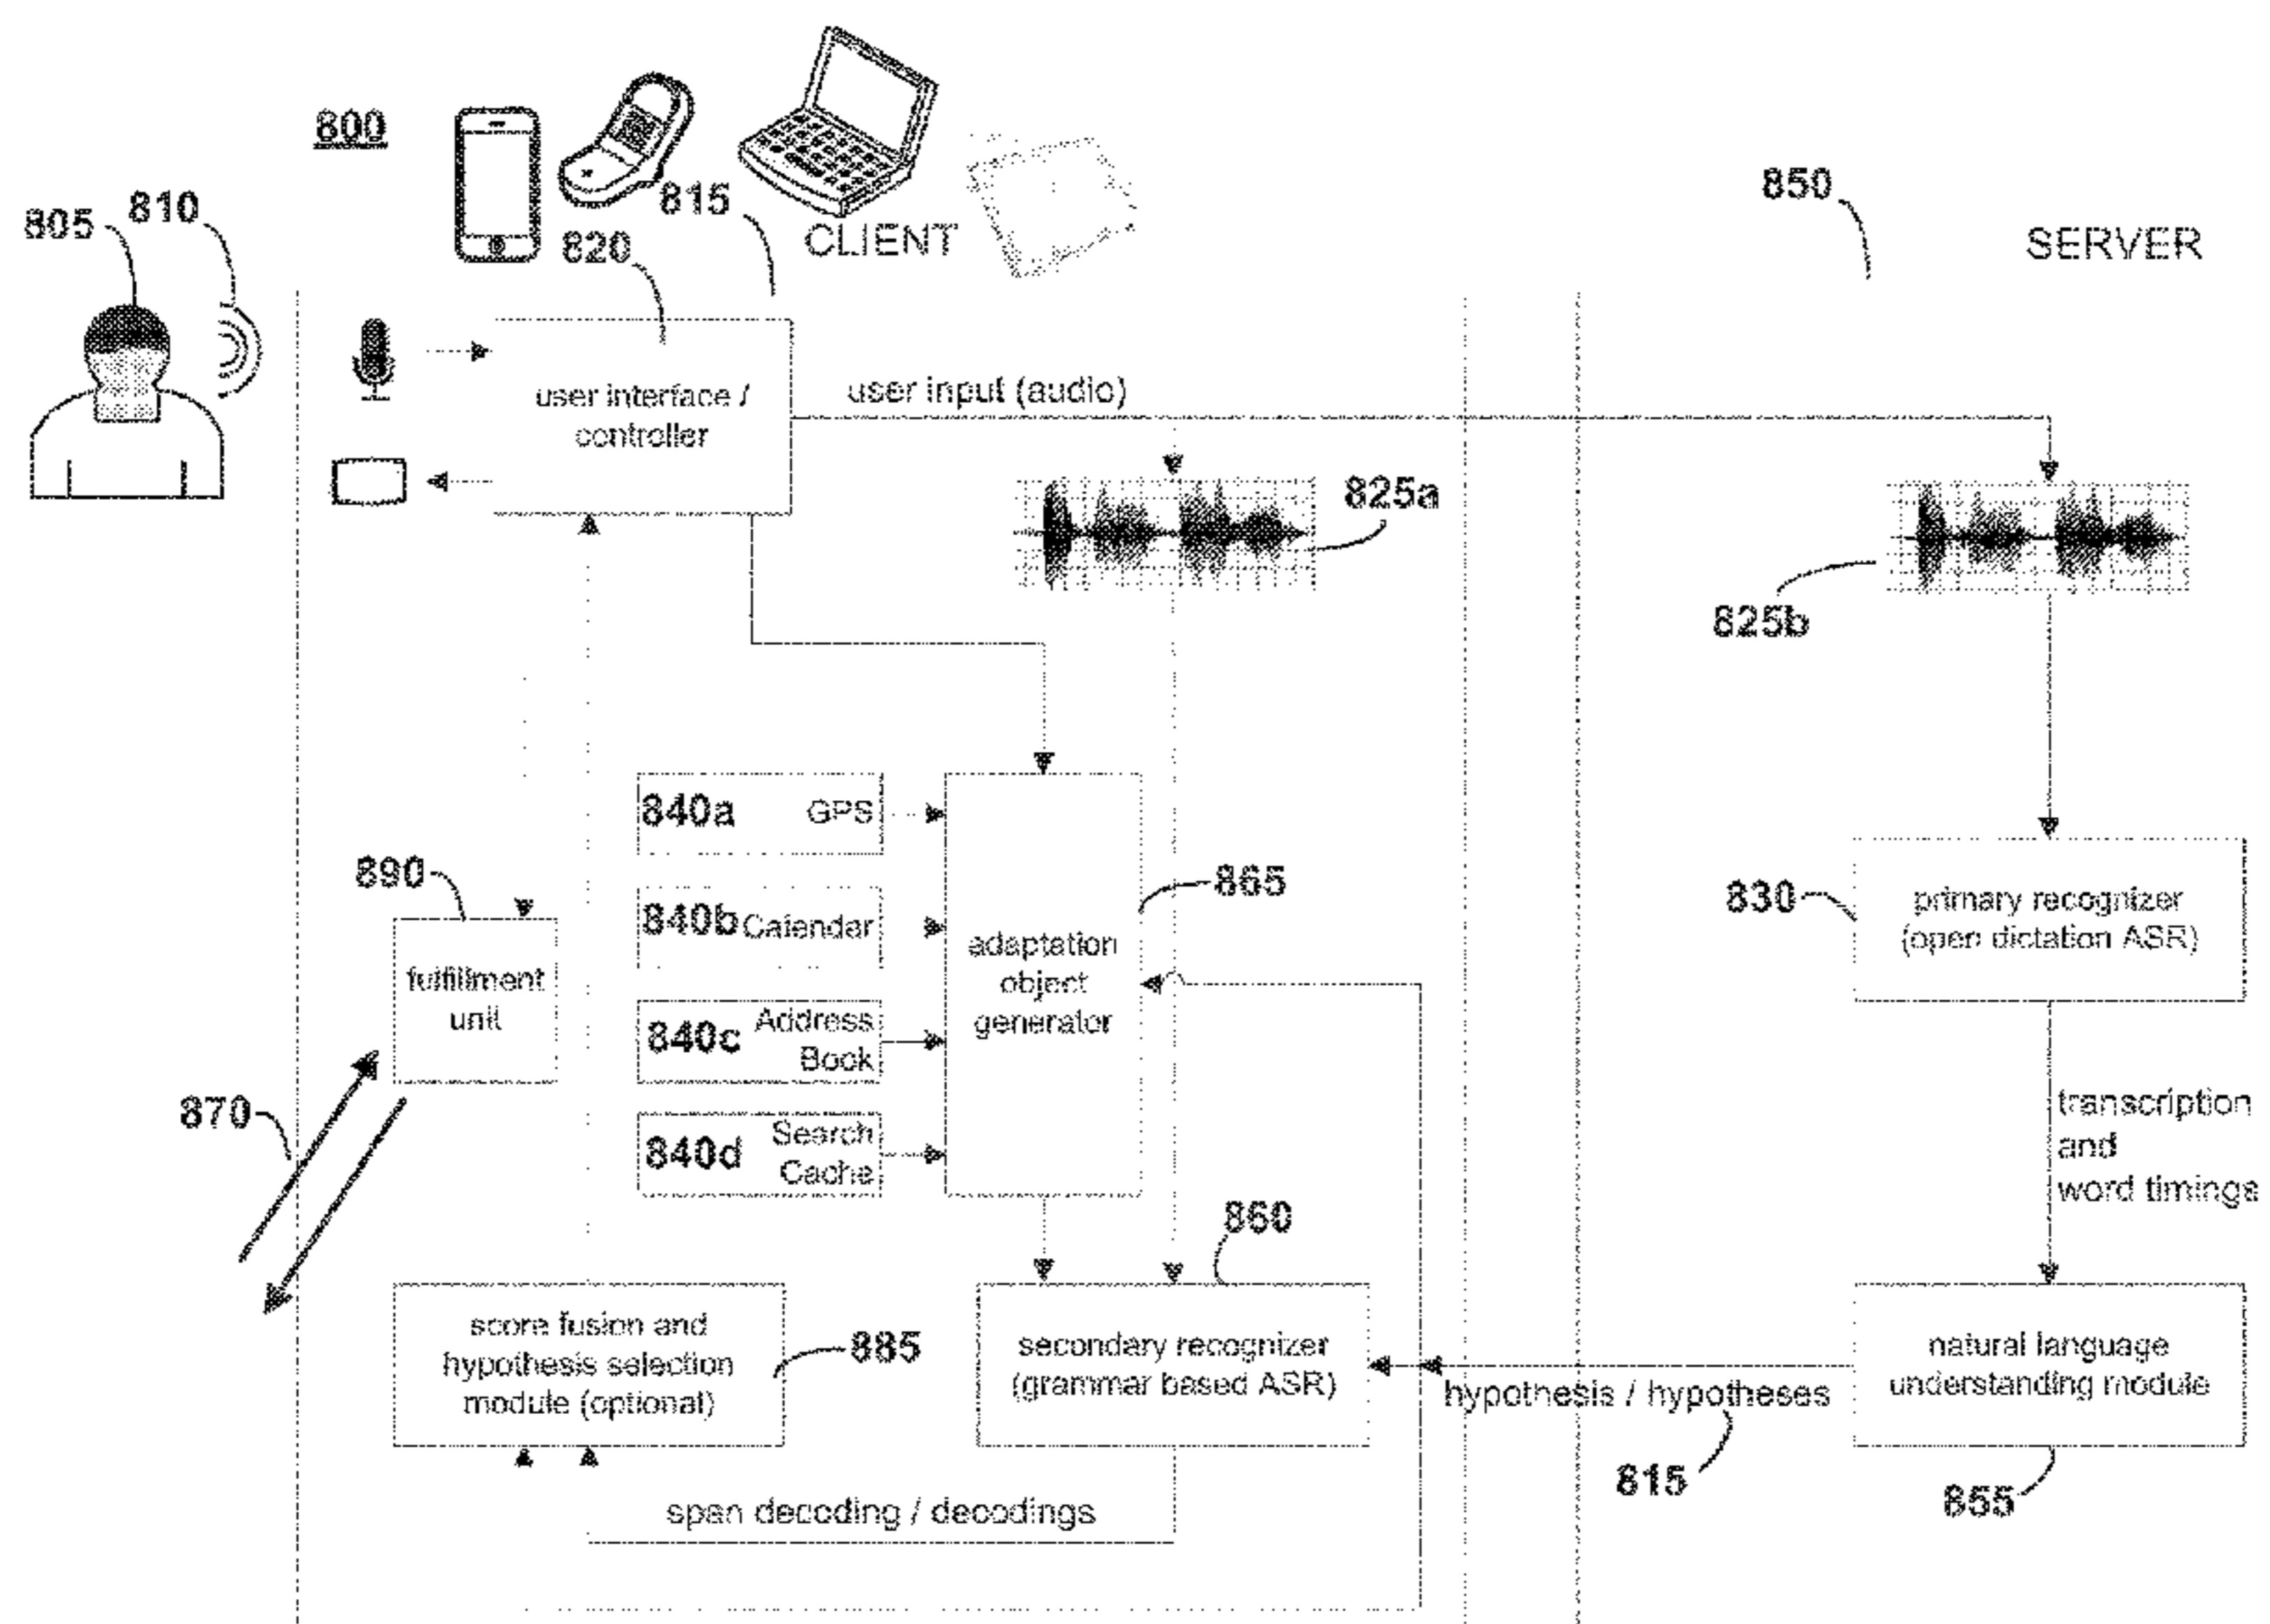 800
805
810
815
820
CLIENT
850
SERVER
user interface /
controller
user input (audio)
825a
825b
840a GPS
840b Calendar
840c Address
Book
840d Search
Cache
865
adaptation
object
generator
890
fulfillment
unit
870
830
primary recognizer
(open dictation ASR)
transcription
and
word timings
860
score fusion and
hypothesis selection
module (optional)
885
secondary recognizer
(grammar based ASR)
hypothesis / hypotheses
815
natural language
understanding module
855
span decoding / decodings